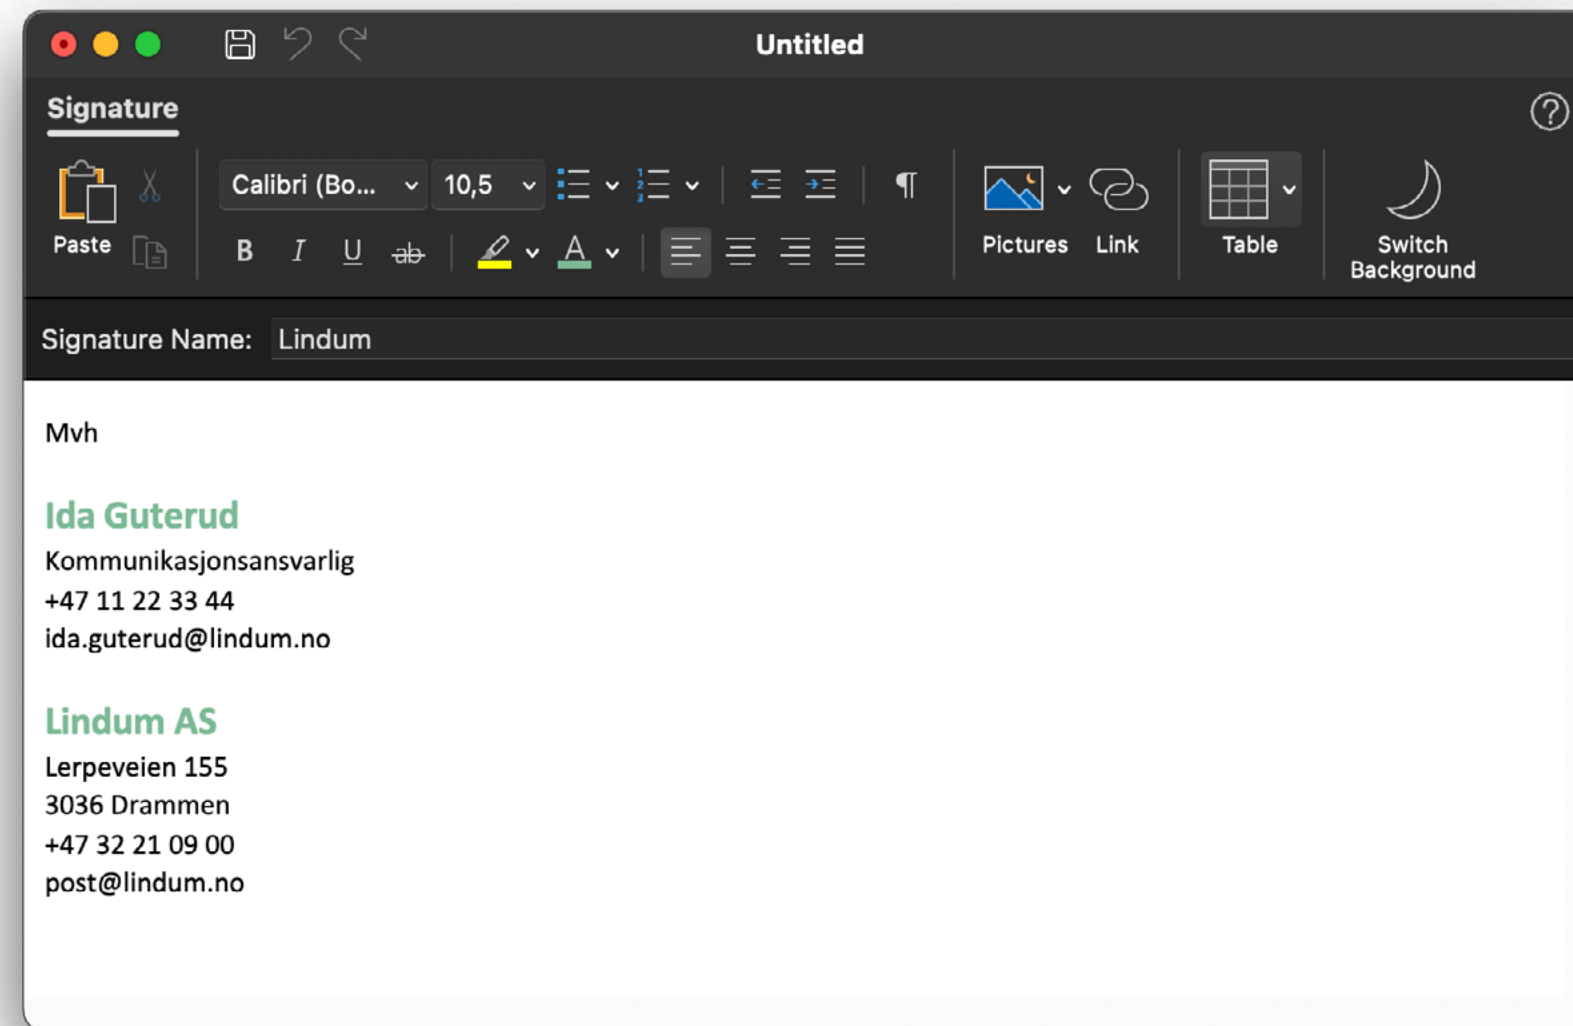 Untitled
Signature
Calibri (Bo... 10,5
Paste
B I U ab A
Pictures Link Table Switch Background
Signature Name: Lindum
Mvh
Ida Guterud
Kommunikasjonsansvarlig
+47 11 22 33 44
ida.guterud@lindum.no
Lindum AS
Lerpeveien 155
3036 Drammen
+47 32 21 09 00
post@lindum.no